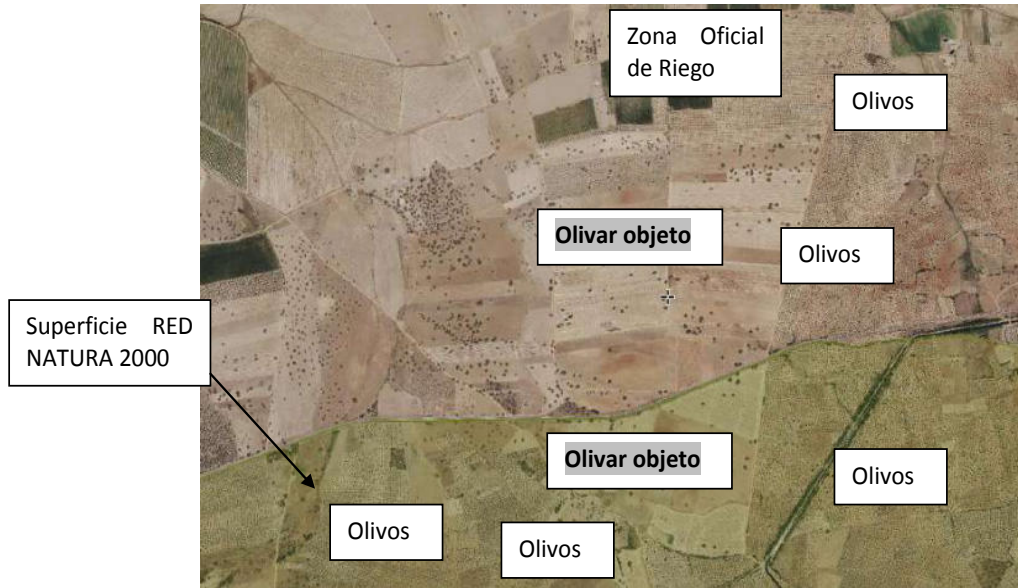 Zona Oficial
de Riego
Olivos
Olivar objeto
Olivos
Superficie RED
NATURA 2000
Olivar objeto
Olivos
Olivos
Olivos